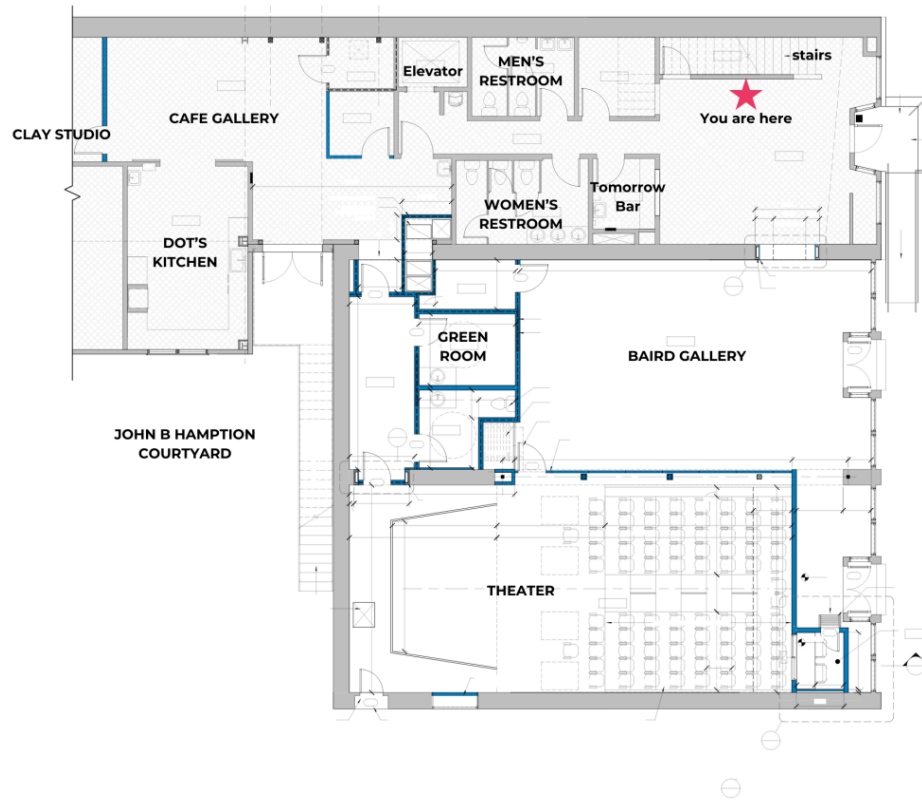 stairs
MEN'S
RESTROOM
Elevator
You are here
CAFE GALLERY
CLAY STUDIO
Tomorrow
Bar
WOMEN'S
RESTROOM
DOT'S
KITCHEN
GREEN
ROOM
BAIRD GALLERY
JOHN B HAMPTION
COURTYARD
THEATER